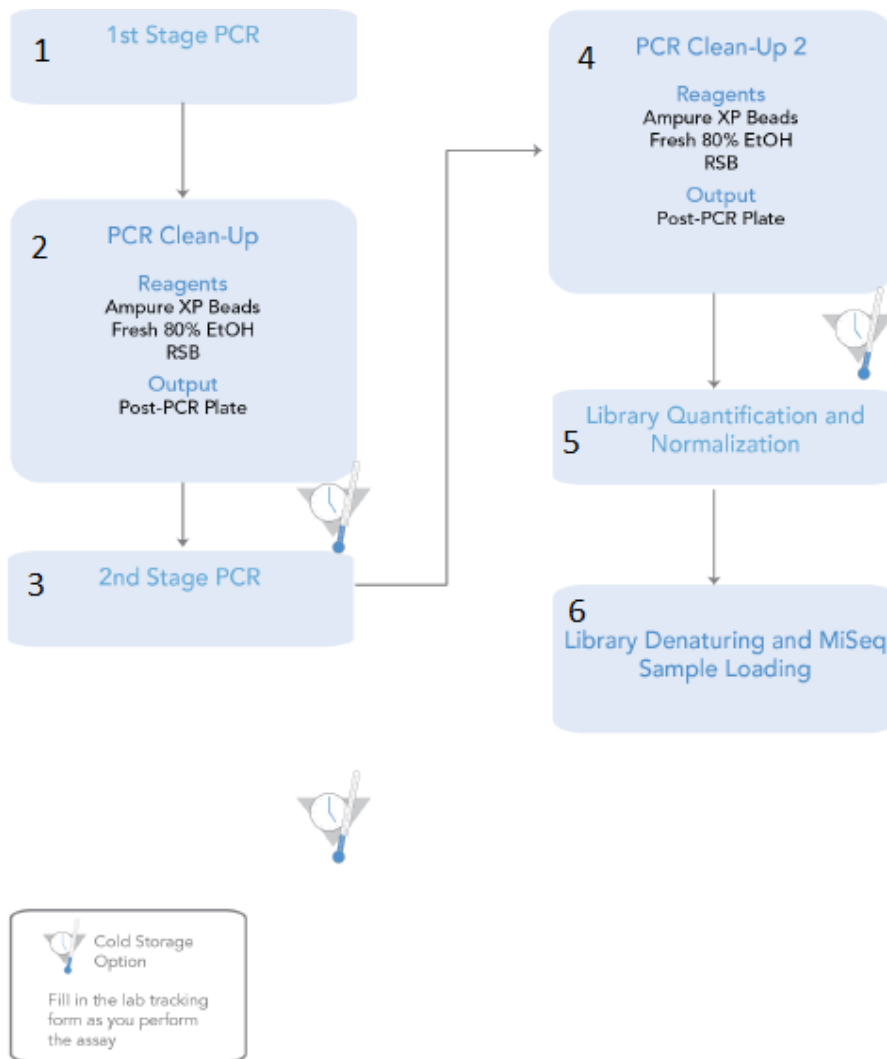 1
1st Stage PCR
2
PCR Clean-Up
Reagents
Ampure XP Beads
Fresh 80% EtOH
RSB
Output
Post-PCR Plate
3
2nd Stage PCR
4
PCR Clean-Up 2
Reagents
Ampure XP Beads
Fresh 80% EtOH
RSB
Output
Post-PCR Plate
5
Library Quantification and
Normalization
6
Library Denaturing and MiSeq
Sample Loading
Cold Storage
Option
Fill in the lab tracking
form as you perform
the assay